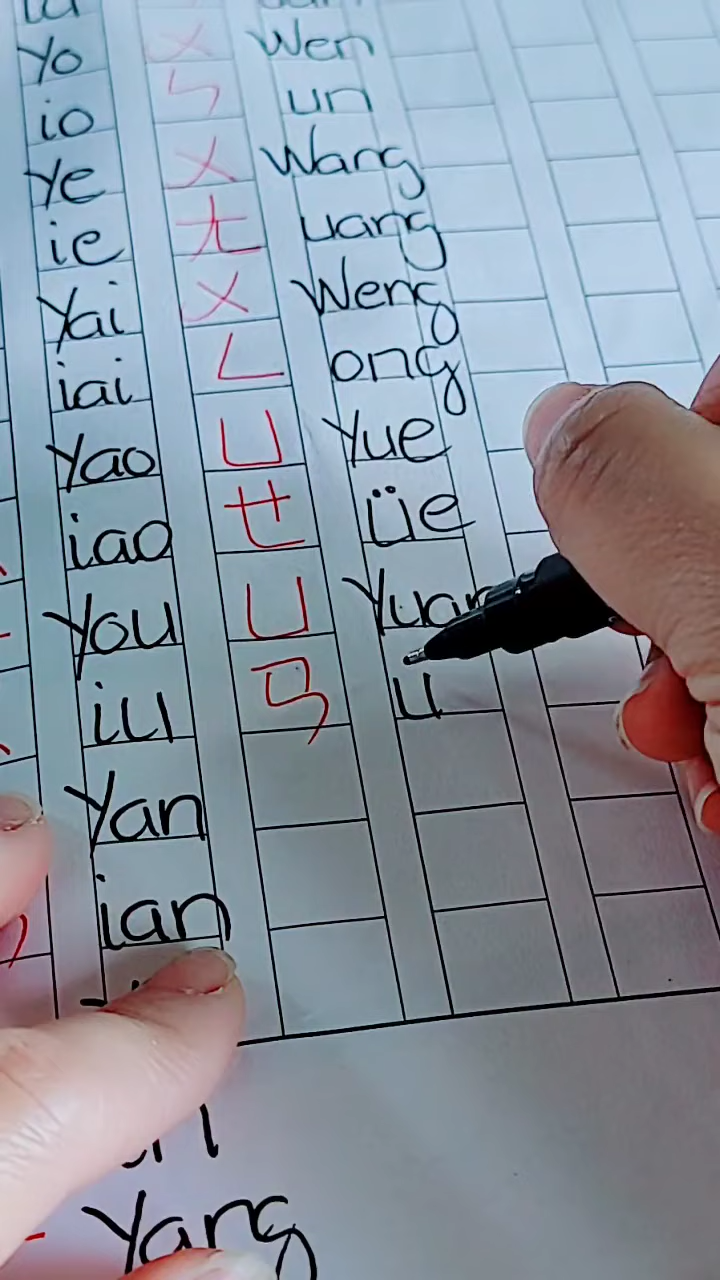 Yo
io
Ye
ie
Yai
iai
Yao
iao
You
iu
Yan
ian
Yang
ㄨ
ㄣ
ㄨ
ㄤ
ㄨ
ㄥ
ㄩ
ㄝ
ㄩ
ㄢ
Wen
un
Wang
uang
Weng
ong
Yue
üe
Yuan
u